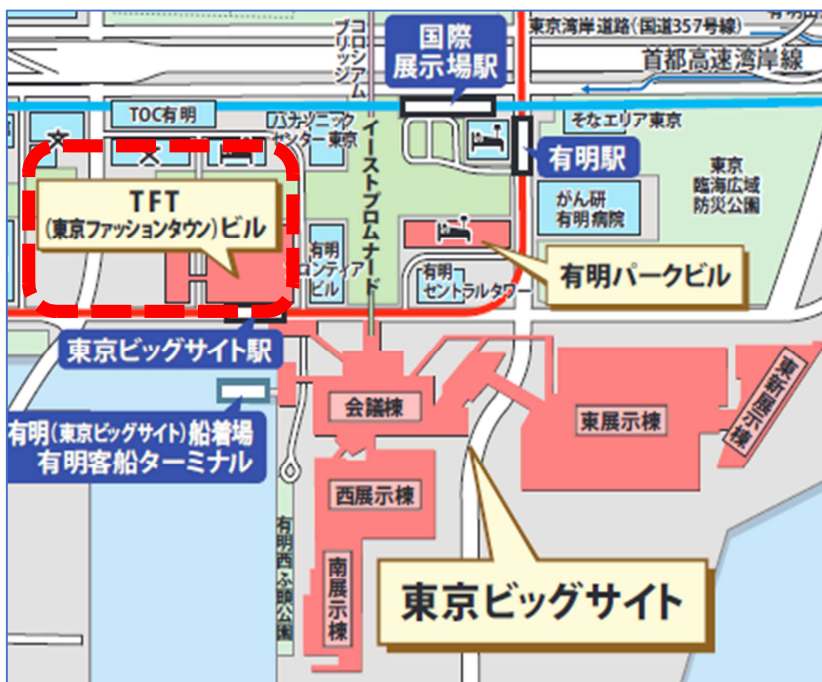 コロシアム
ブリッジ
国際
展示場駅
東京湾岸道路(国道357号線)
首都高速湾岸線
TOC有明
パナソニック
センター東京
イーストプロムナード
そなエリア東京
有明駅
東京
臨海広域
防災公園
がん研
有明病院
TFT
(東京ファッションタウン)ビル
有明
フロンティア
ビル
有明
セントラルタワー
有明パークビル
東京ビッグサイト駅
会議棟
東展示棟
東新展示棟
有明(東京ビッグサイト)船着場
有明客船ターミナル
西展示棟
有明西ふ頭公園
南展示棟
東京ビッグサイト